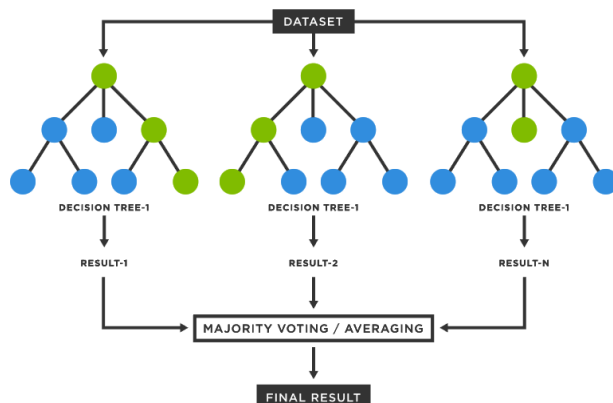 DATASET
DECISION TREE-1
DECISION TREE-1
DECISION TREE-1
RESULT-1
RESULT-2
RESULT-N
MAJORITY VOTING / AVERAGING
FINAL RESULT